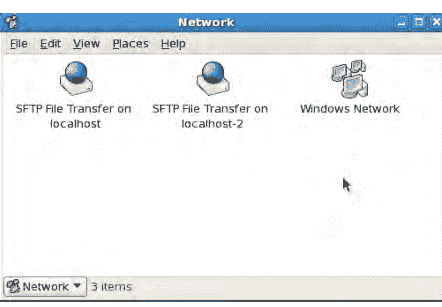 Network
File Edit View Places Help
SFTP File Transfer on
localhost
SFTP File Transfer on
localhost-2
Windows Network
Network 3 items